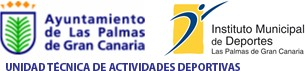 Ayuntamiento
de Las Palmas
de Gran Canaria
Instituto Municipal
de Deportes
Las Palmas de Gran Canaria
UNIDAD TÉCNICA DE ACTIVIDADES DEPORTIVAS